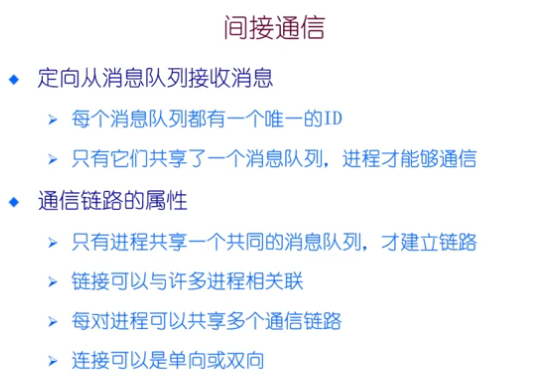 间接通信
定向从消息队列接收消息
每个消息队列都有一个唯一的ID
只有它们共享了一个消息队列，进程才能够通信
通信链路的属性
只有进程共享一个共同的消息队列，才建立链路
链接可以与许多进程相关联
每对进程可以共享多个通信链路
连接可以是单向或双向